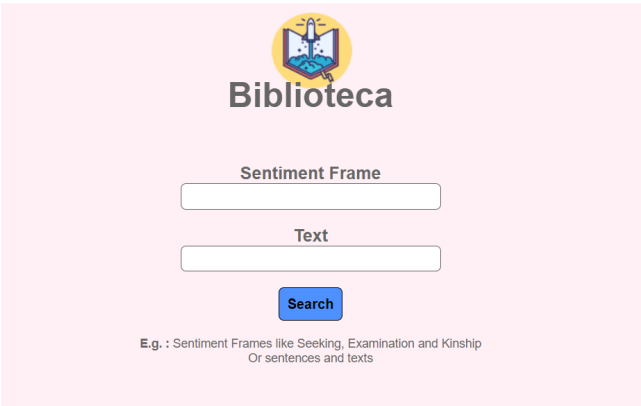 Biblioteca
Sentiment Frame
Text
Search
E.g. : Sentiment Frames like Seeking, Examination and Kinship
Or sentences and texts